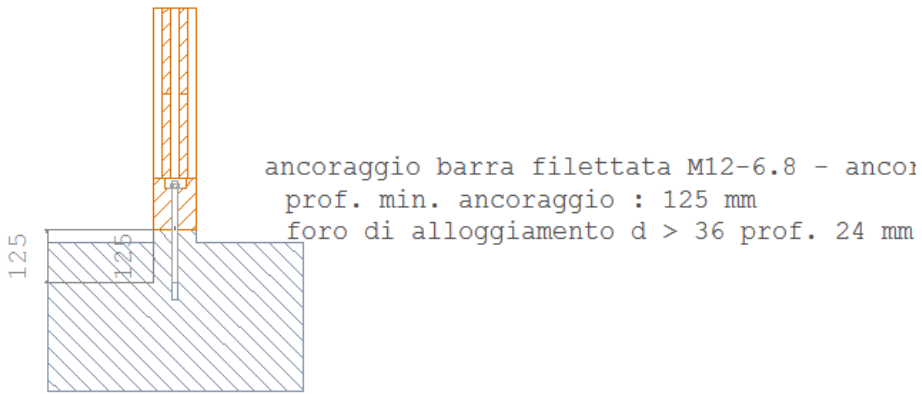 ancoraggio barra filettata M12-6.8 - ancor
prof. min. ancoraggio : 125 mm
foro di alloggiamento d > 36 prof. 24 mm
125
125